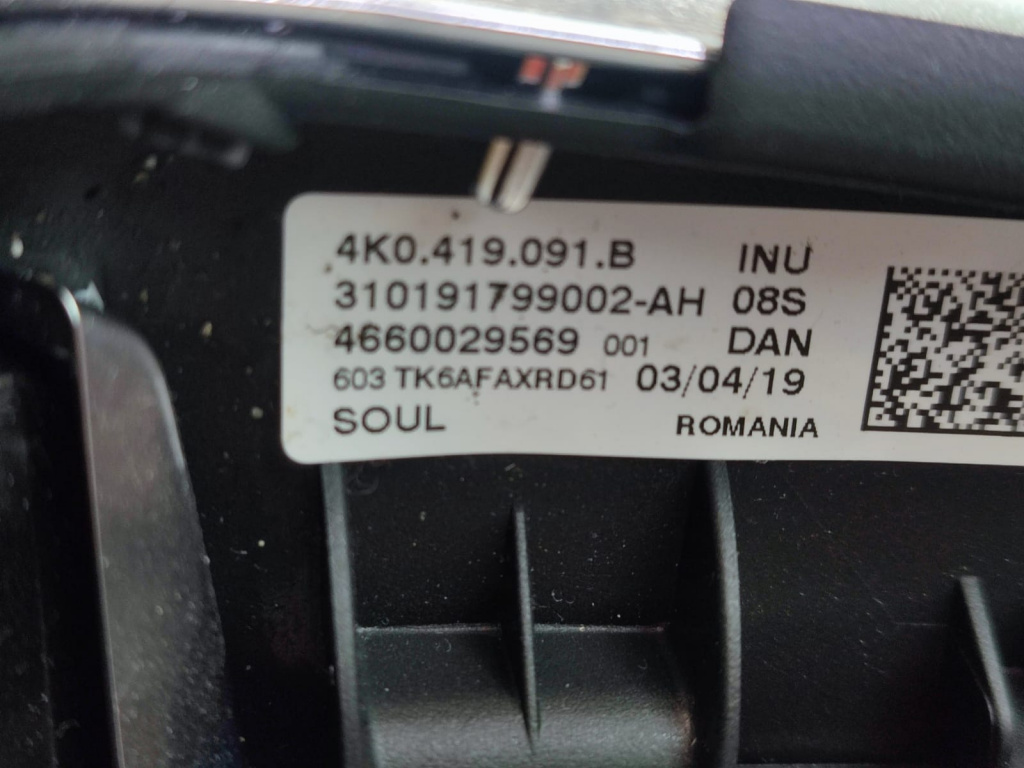 4K0.419.091.B INU
310191799002-AH 08S
4660029569 001 DAN
603 TK6AFAXRD61 03/04/19
SOUL ROMANIA